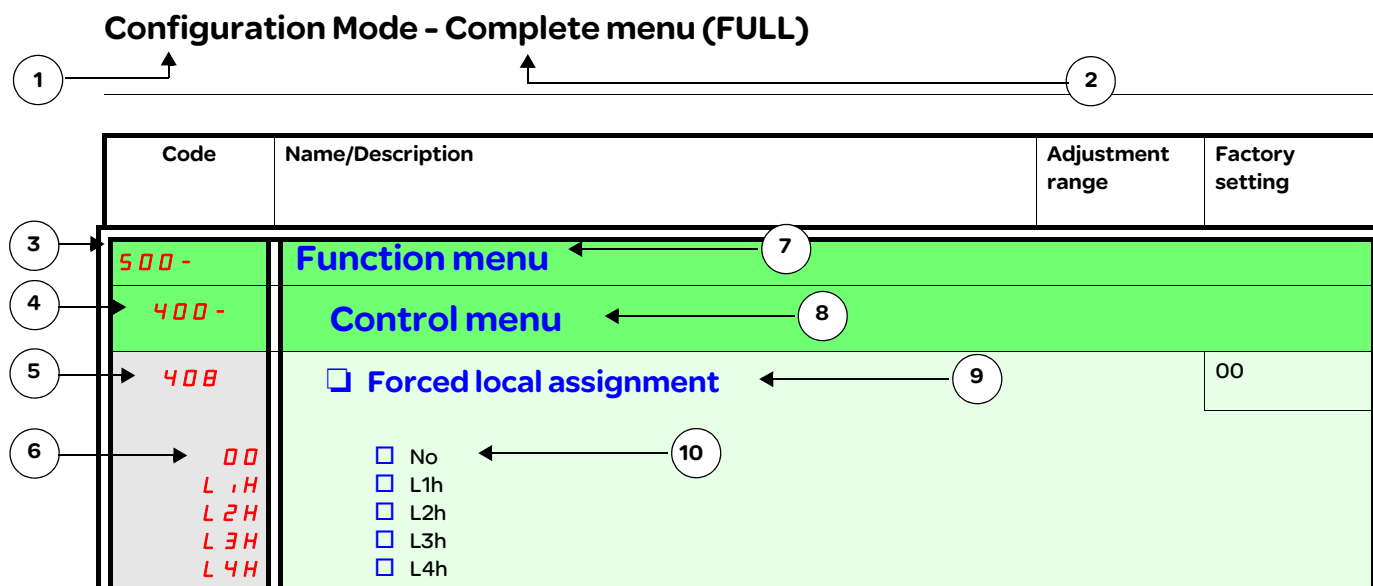 Configuration Mode - Complete menu (FULL)
1
2
Code Name/Description Adjustment range Factory setting
3 500- Function menu 7
4 400- Control menu 8
5 408 ❏ Forced local assignment 9 00
6 00 □ No 10
L1H □ L1h
L2H □ L2h
L3H □ L3h
L4H □ L4h